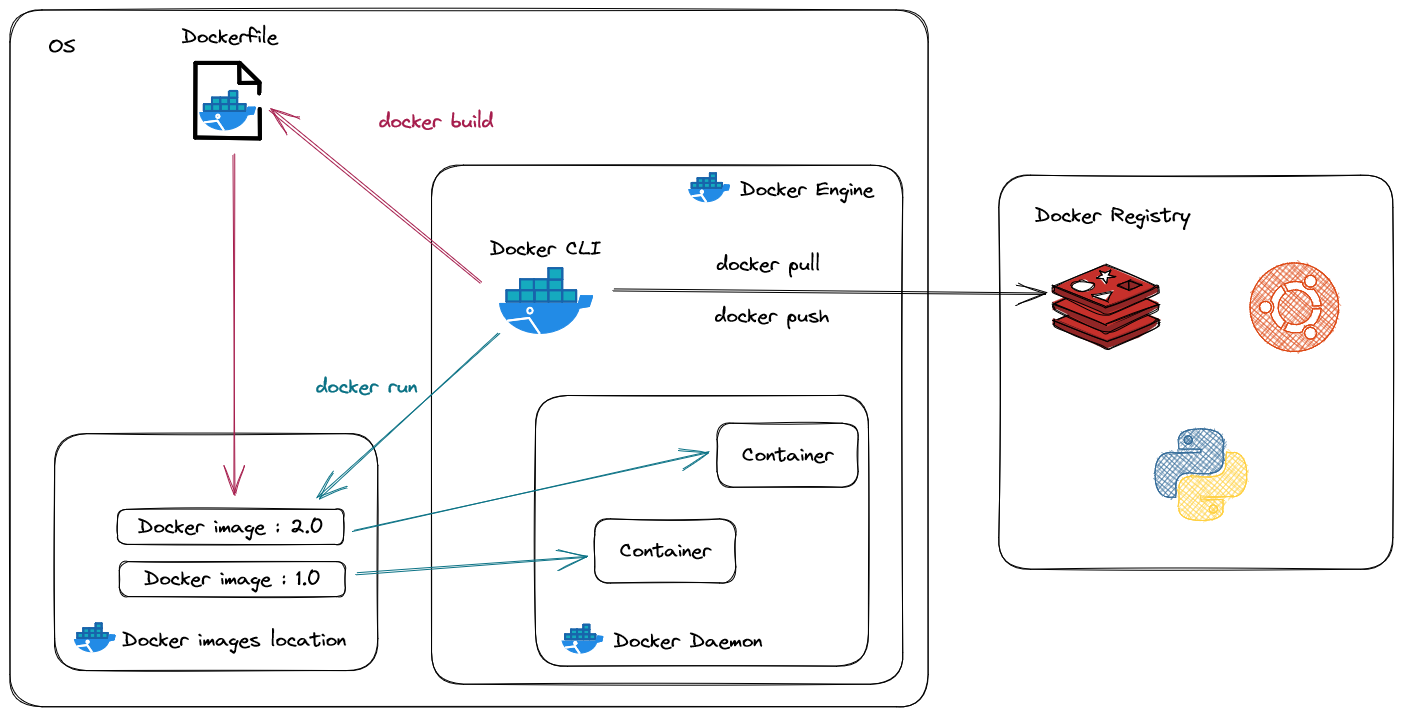 OS
Dockerfile
docker build
Docker Engine
Docker Registry
Docker CLI
docker pull
docker push
docker run
Container
Docker image : 2.0
Container
Docker image : 1.0
Docker images location
Docker Daemon